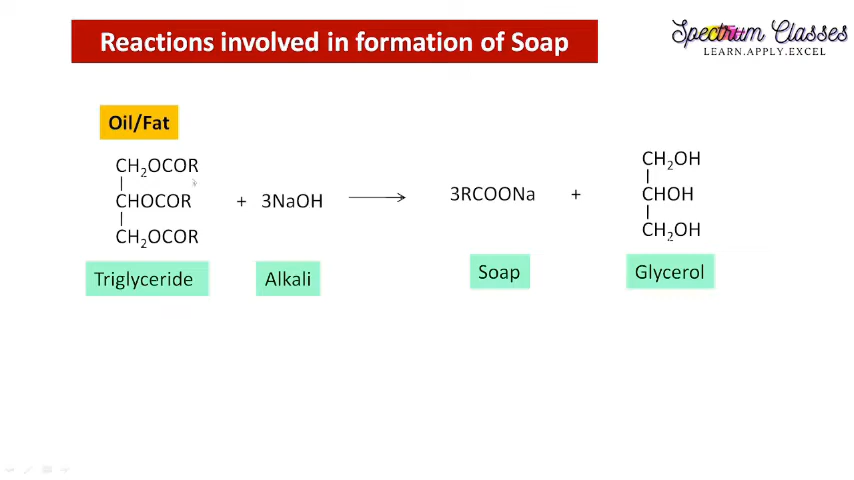 Reactions involved in formation of Soap
Spectrum Classes
LEARN.APPLY.EXCEL
Oil/Fat
CH₂OCOR
CHOCOR + 3NaOH ⟶ 3RCOONa +
CH₂OCOR
CH₂OH
CHOH
CH₂OH
Triglyceride Alkali Soap Glycerol